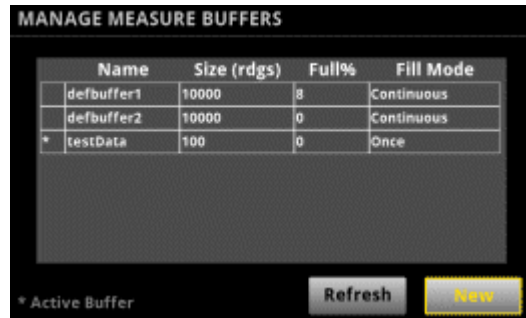 MANAGE MEASURE BUFFERS
Name Size (rdgs) Full% Fill Mode
defbuffer1 10000 8 Continuous
defbuffer2 10000 0 Continuous
* testData 100 0 Once
Refresh New
* Active Buffer